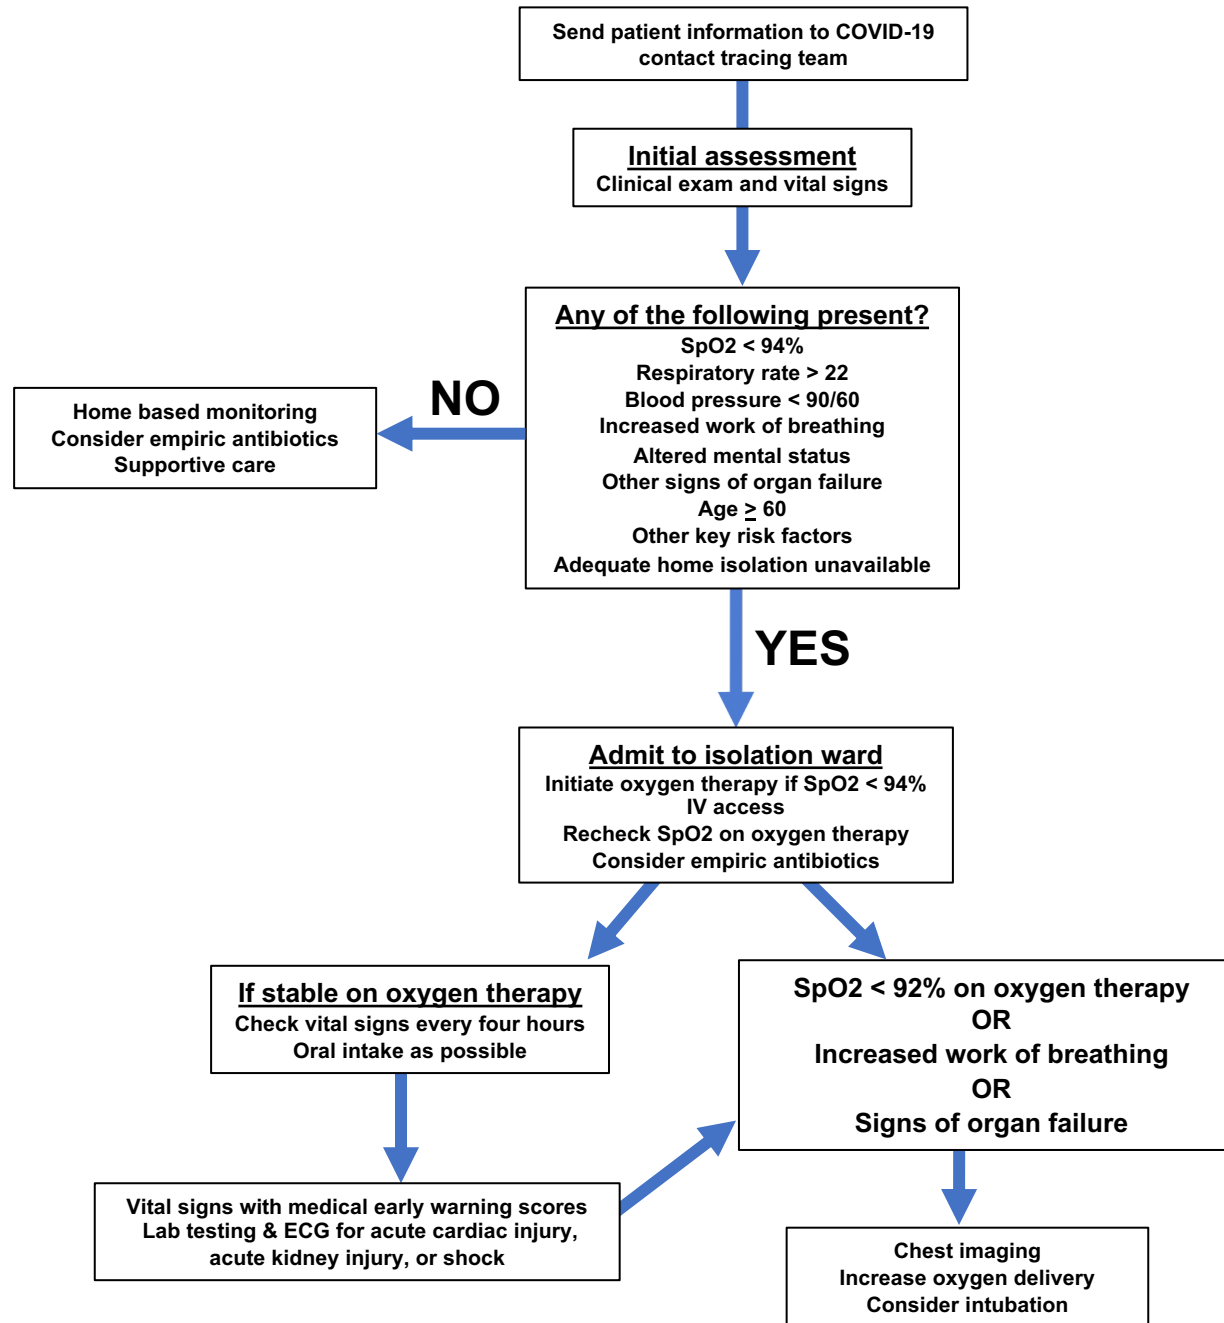 Send patient information to COVID-19
contact tracing team
Initial assessment
Clinical exam and vital signs
Any of the following present?
SpO2 < 94%
Respiratory rate > 22
Blood pressure < 90/60
Increased work of breathing
Altered mental status
Other signs of organ failure
Age ≥ 60
Other key risk factors
Adequate home isolation unavailable
NO
Home based monitoring
Consider empiric antibiotics
Supportive care
YES
Admit to isolation ward
Initiate oxygen therapy if SpO2 < 94%
IV access
Recheck SpO2 on oxygen therapy
Consider empiric antibiotics
If stable on oxygen therapy
Check vital signs every four hours
Oral intake as possible
SpO2 < 92% on oxygen therapy
OR
Increased work of breathing
OR
Signs of organ failure
Vital signs with medical early warning scores
Lab testing & ECG for acute cardiac injury,
acute kidney injury, or shock
Chest imaging
Increase oxygen delivery
Consider intubation